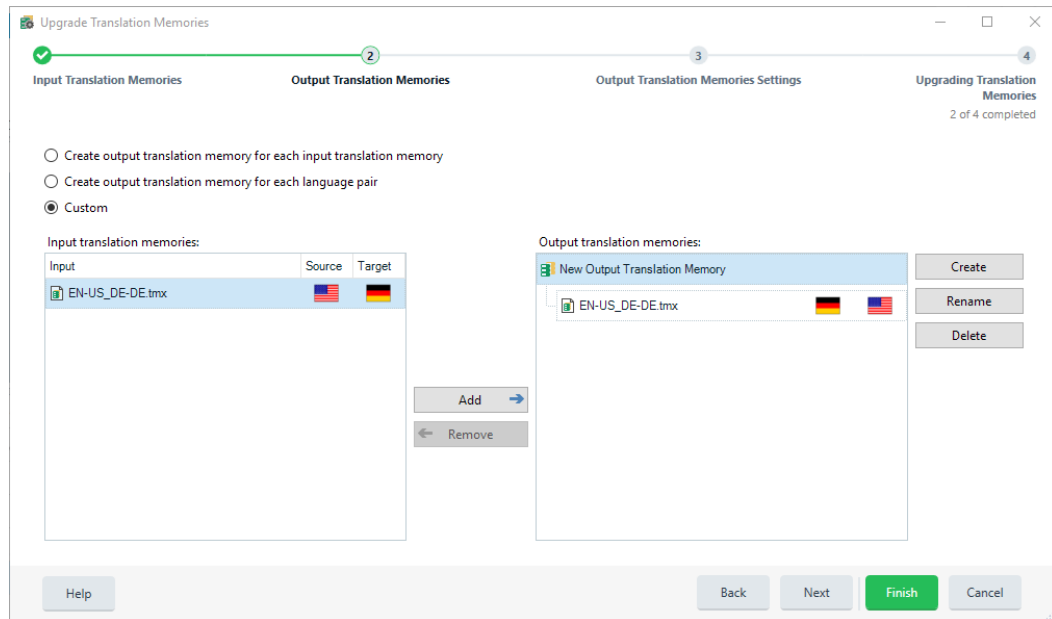 Upgrade Translation Memories
2
3
4
Input Translation Memories
Output Translation Memories
Output Translation Memories Settings
Upgrading Translation
Memories
2 of 4 completed
Create output translation memory for each input translation memory
Create output translation memory for each language pair
Custom
Input translation memories:
Input Source Target
EN-US_DE-DE.tmx
Output translation memories:
New Output Translation Memory
EN-US_DE-DE.tmx
Create
Rename
Delete
Add
Remove
Help
Back
Next
Finish
Cancel